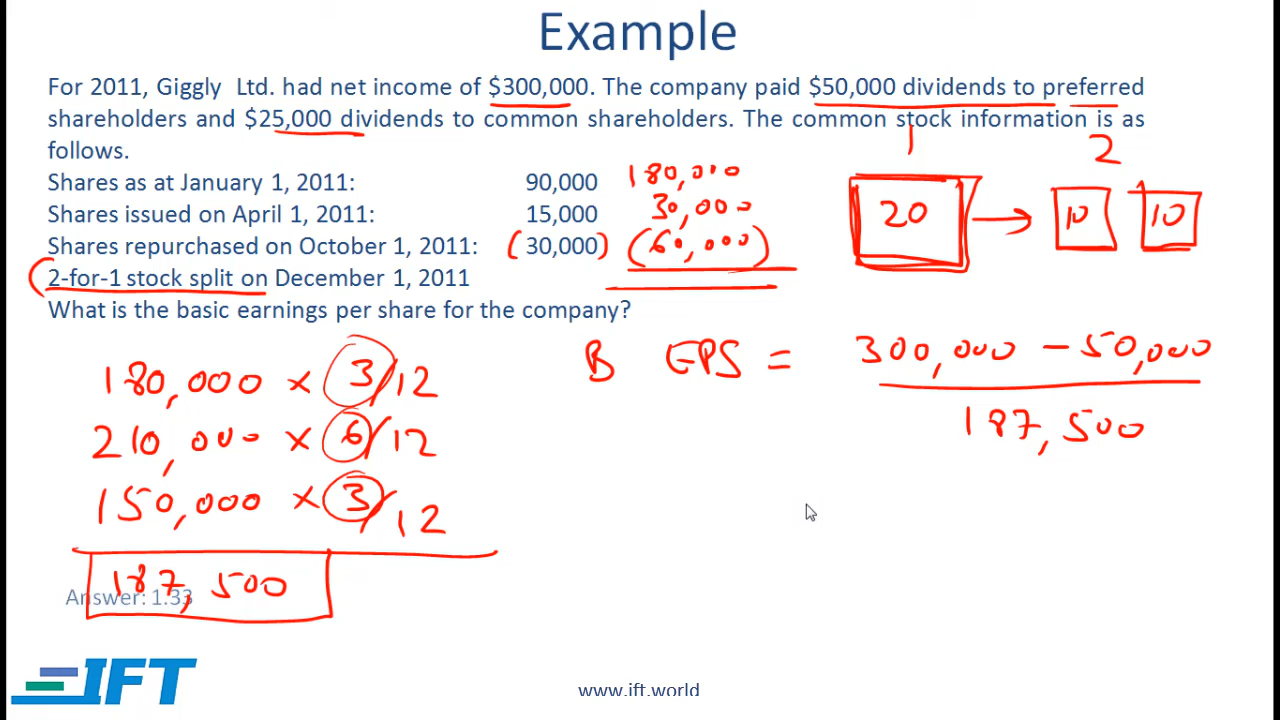 Example
For 2011, Giggly Ltd. had net income of $300,000. The company paid $50,000 dividends to preferred
shareholders and $25,000 dividends to common shareholders. The common stock information is as
follows.
1 2
Shares as at January 1, 2011: 90,000 180,000
Shares issued on April 1, 2011: 15,000 30,000 20 10 10
Shares repurchased on October 1, 2011: (30,000) (60,000)
2-for-1 stock split on December 1, 2011
What is the basic earnings per share for the company?
B EPS = 300,000 - 50,000
187,500
180,000 × 3/12
210,000 × 6/12
150,000 × 3/12
187,500
Answer: 1.33
IFT
www.ift.world